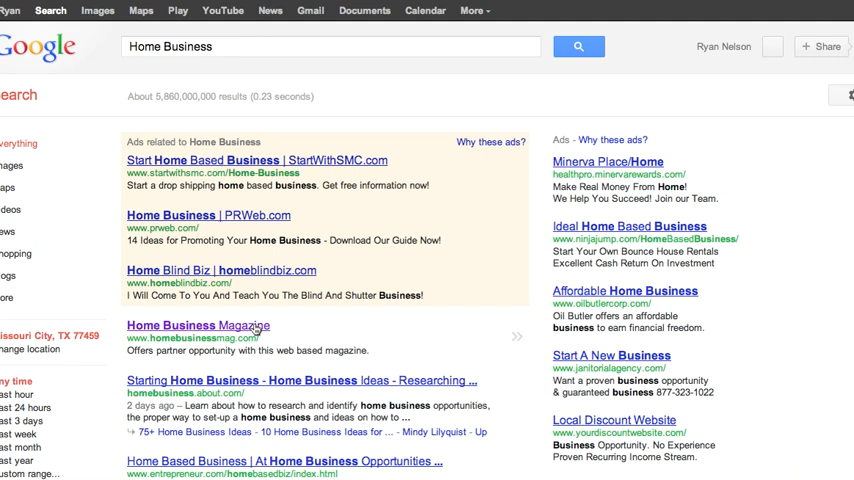 Ryan Search Images Maps Play YouTube News Gmail Documents Calendar More
Google
Home Business
Ryan Nelson
+ Share
earch
About 5,860,000,000 results (0.23 seconds)
verything
mages
aps
deos
ews
hopping
logs
ore
issouri City, TX 77459
hange location
ny time
ast hour
ast 24 hours
ast 3 days
ast week
ast month
ast year
ustom range...
Ads related to Home Business
Why these ads?
Start Home Based Business | StartWithSMC.com
www.startwithsmc.com/Home-Business
Start a drop shipping home based business. Get free information now!
Home Business | PRWeb.com
www.prweb.com/
14 Ideas for Promoting Your Home Business - Download Our Guide Now!
Home Blind Biz | homeblindbiz.com
www.homeblindbiz.com/
I Will Come To You And Teach You The Blind And Shutter Business!
Home Business Magazine
www.homebusinessmag.com/
Offers partner opportunity with this web based magazine.
Starting Home Business - Home Business Ideas - Researching ...
homebusiness.about.com/
2 days ago – Learn about how to research and identify home business opportunities,
the proper way to set-up a home business and ideas on how to ...
75+ Home Business Ideas - 10 Home Business Ideas for ... - Mindy Lilyquist - Up
Home Based Business | At Home Business Opportunities ...
www.entrepreneur.com/homebasedbiz/index.html
Ads - Why these ads?
Minerva Place/Home
healthpro.minervarewards.com/
Make Real Money From Home!
We Help You Succeed! Join our Team.
Ideal Home Based Business
www.ninjajump.com/HomeBasedBusiness/
Start Your Own Bounce House Rentals
Excellent Cash Return On Investment
Affordable Home Business
www.oilbutlercorp.com/
Oil Butler offers an affordable
business to earn financial freedom.
Start A New Business
www.janitorialagency.com/
Want a proven business opportunity
& guaranteed business 877-323-1022
Local Discount Website
www.yourdiscountwebsite.com/
Business Opportunity. No Experience
Proven Recurring Income Stream.